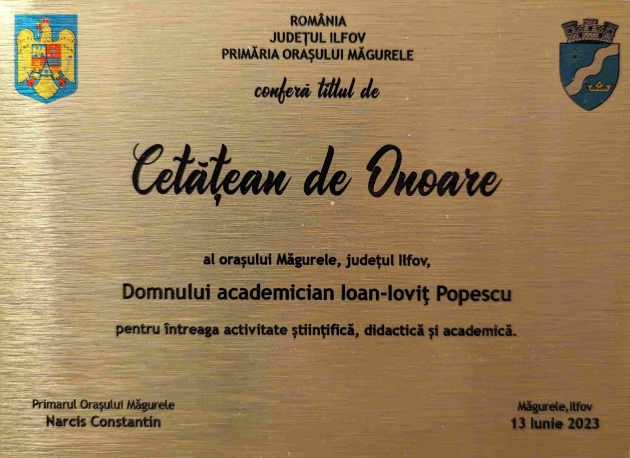 ROMÂNIA
JUDEȚUL ILFOV
PRIMĂRIA ORAȘULUI MĂGURELE
conferă titlul de
Cetățean de Onoare
al orașului Măgurele, județul Ilfov,
Domnului academician Ioan-Ioviţ Popescu
pentru întreaga activitate științifică, didactică și academică.
Primarul Orașului Măgurele
Narcis Constantin
Măgurele,Ilfov
13 Iunie 2023